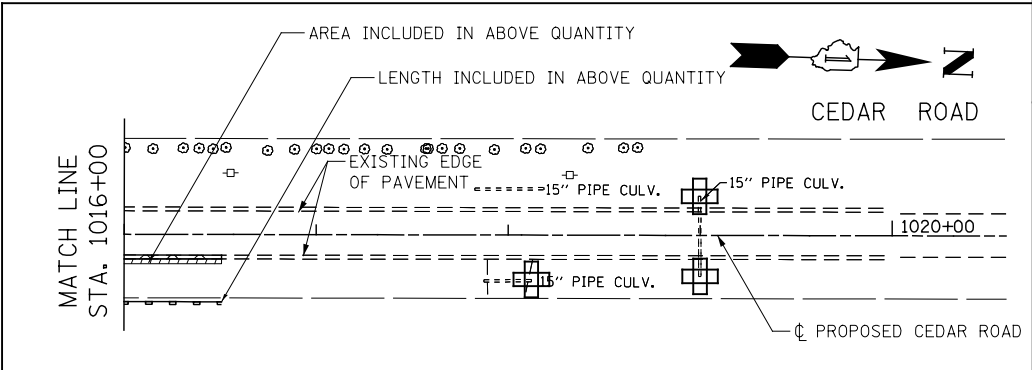 AREA INCLUDED IN ABOVE QUANTITY
LENGTH INCLUDED IN ABOVE QUANTITY
N
CEDAR ROAD
MATCH LINE
STA. 1016+00
EXISTING EDGE
OF PAVEMENT
15" PIPE CULV.
15" PIPE CULV.
1020+00
15" PIPE CULV.
℄ PROPOSED CEDAR ROAD